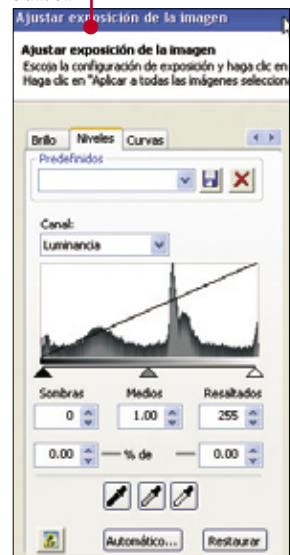 Ajustar exposición de la imagen
Ajustar exposición de la imagen
Escoja la configuración de exposición y haga clic en
Haga clic en "Aplicar a todas las imágenes
Brillo Niveles Curvas
Predefinidos
Canal:
Luminancia
Sombras Medios Resaltados
0 1.00 255
0.00 % de 0.00
Automático... Restaurar